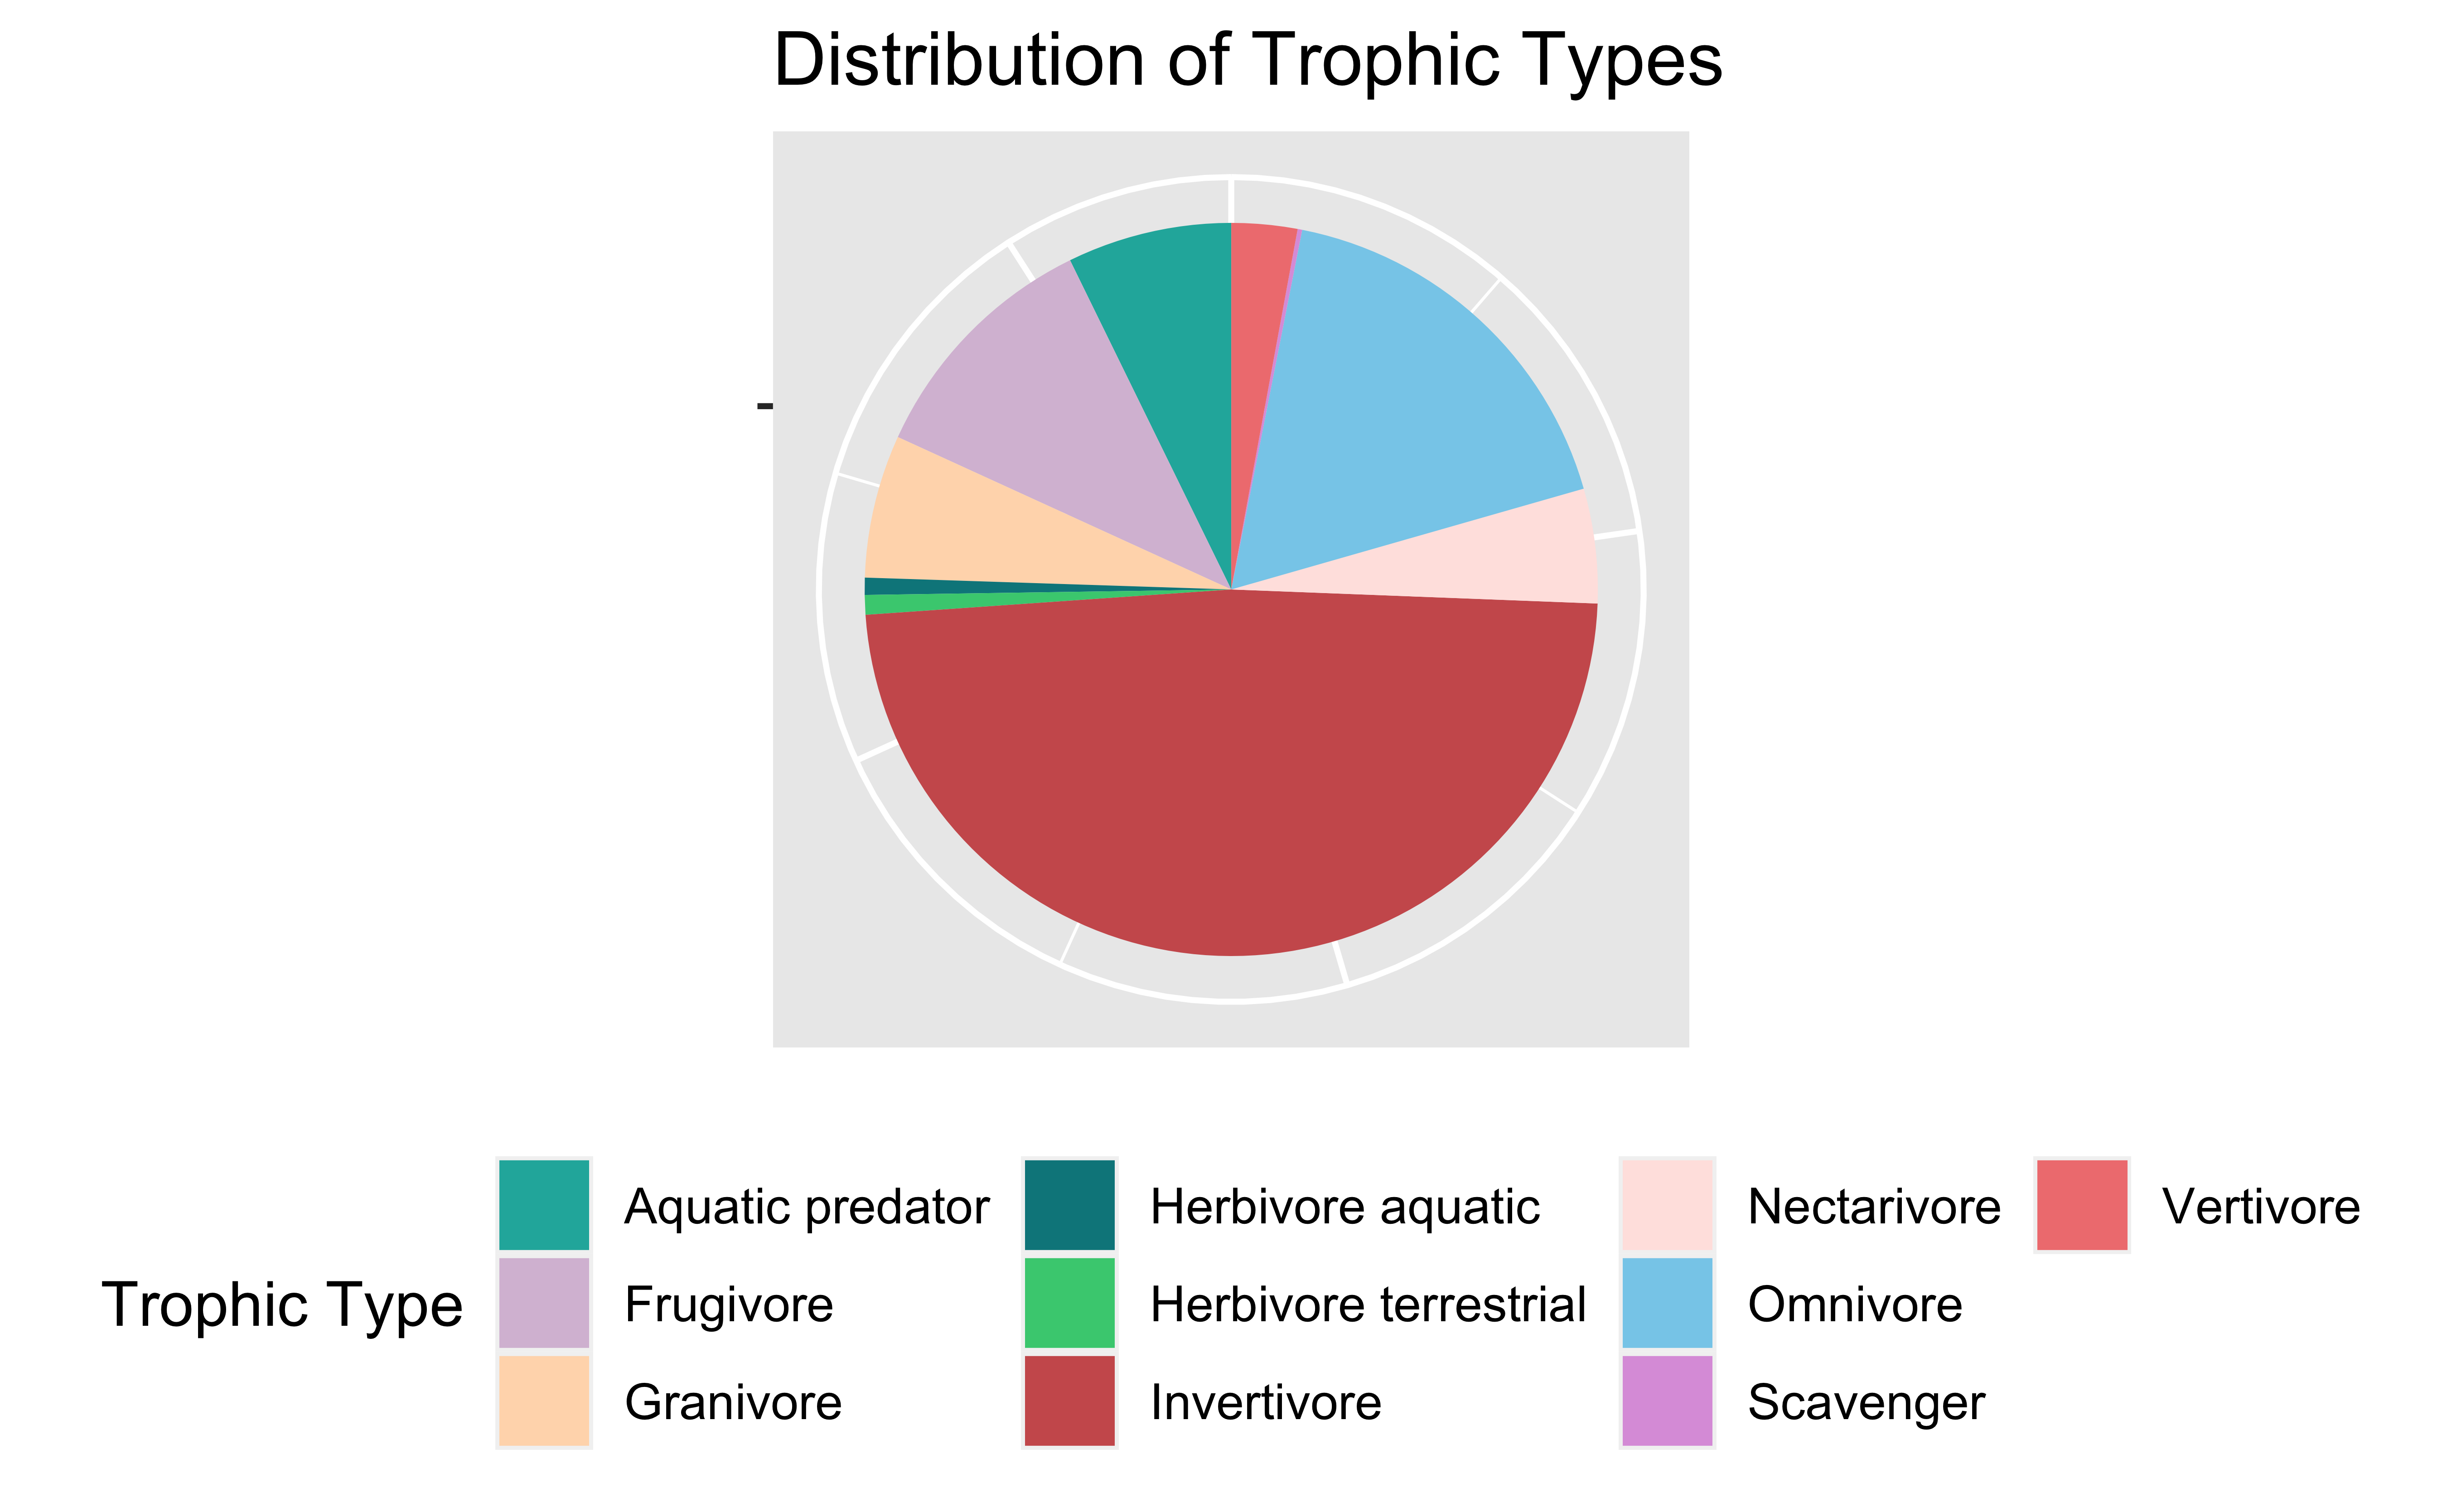 Distribution of Trophic Types
Trophic Type
Aquatic predator
Frugivore
Granivore
Herbivore aquatic
Herbivore terrestrial
Invertivore
Nectarivore
Omnivore
Scavenger
Vertivore